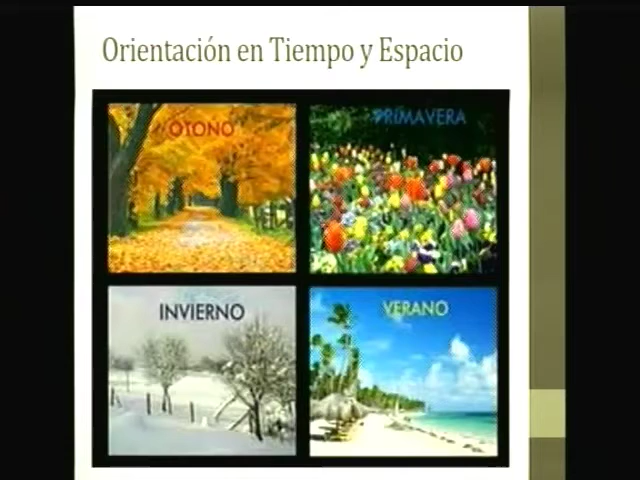 Orientación en Tiempo y Espacio
OTOÑO
PRIMAVERA
INVIERNO
VERANO